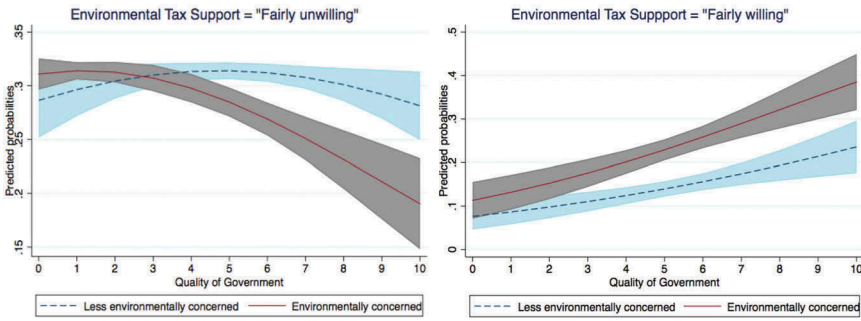 Environmental Tax Support = "Fairly unwilling"
Predicted probabilities
.35
.3
.25
.2
.15
0 1 2 3 4 5 6 7 8 9 10
Quality of Government
Less environmentally concerned Environmentally concerned
Environmental Tax Suppport = "Fairly willing"
Predicted probabilities
.5
.4
.3
.2
.1
0
0 1 2 3 4 5 6 7 8 9 10
Quality of Government
Less environmentally concerned Environmentally concerned